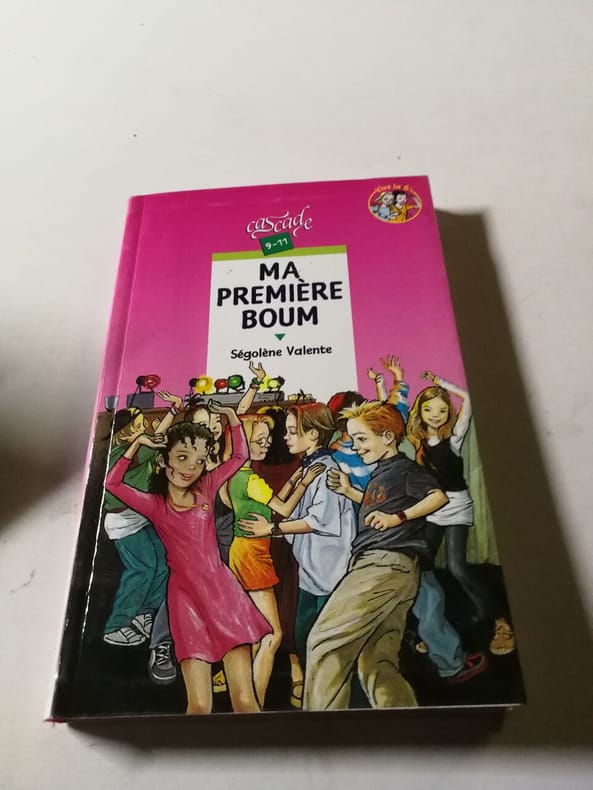 cascade
9-11
MA
PREMIÈRE
BOUM
Ségolène Valente